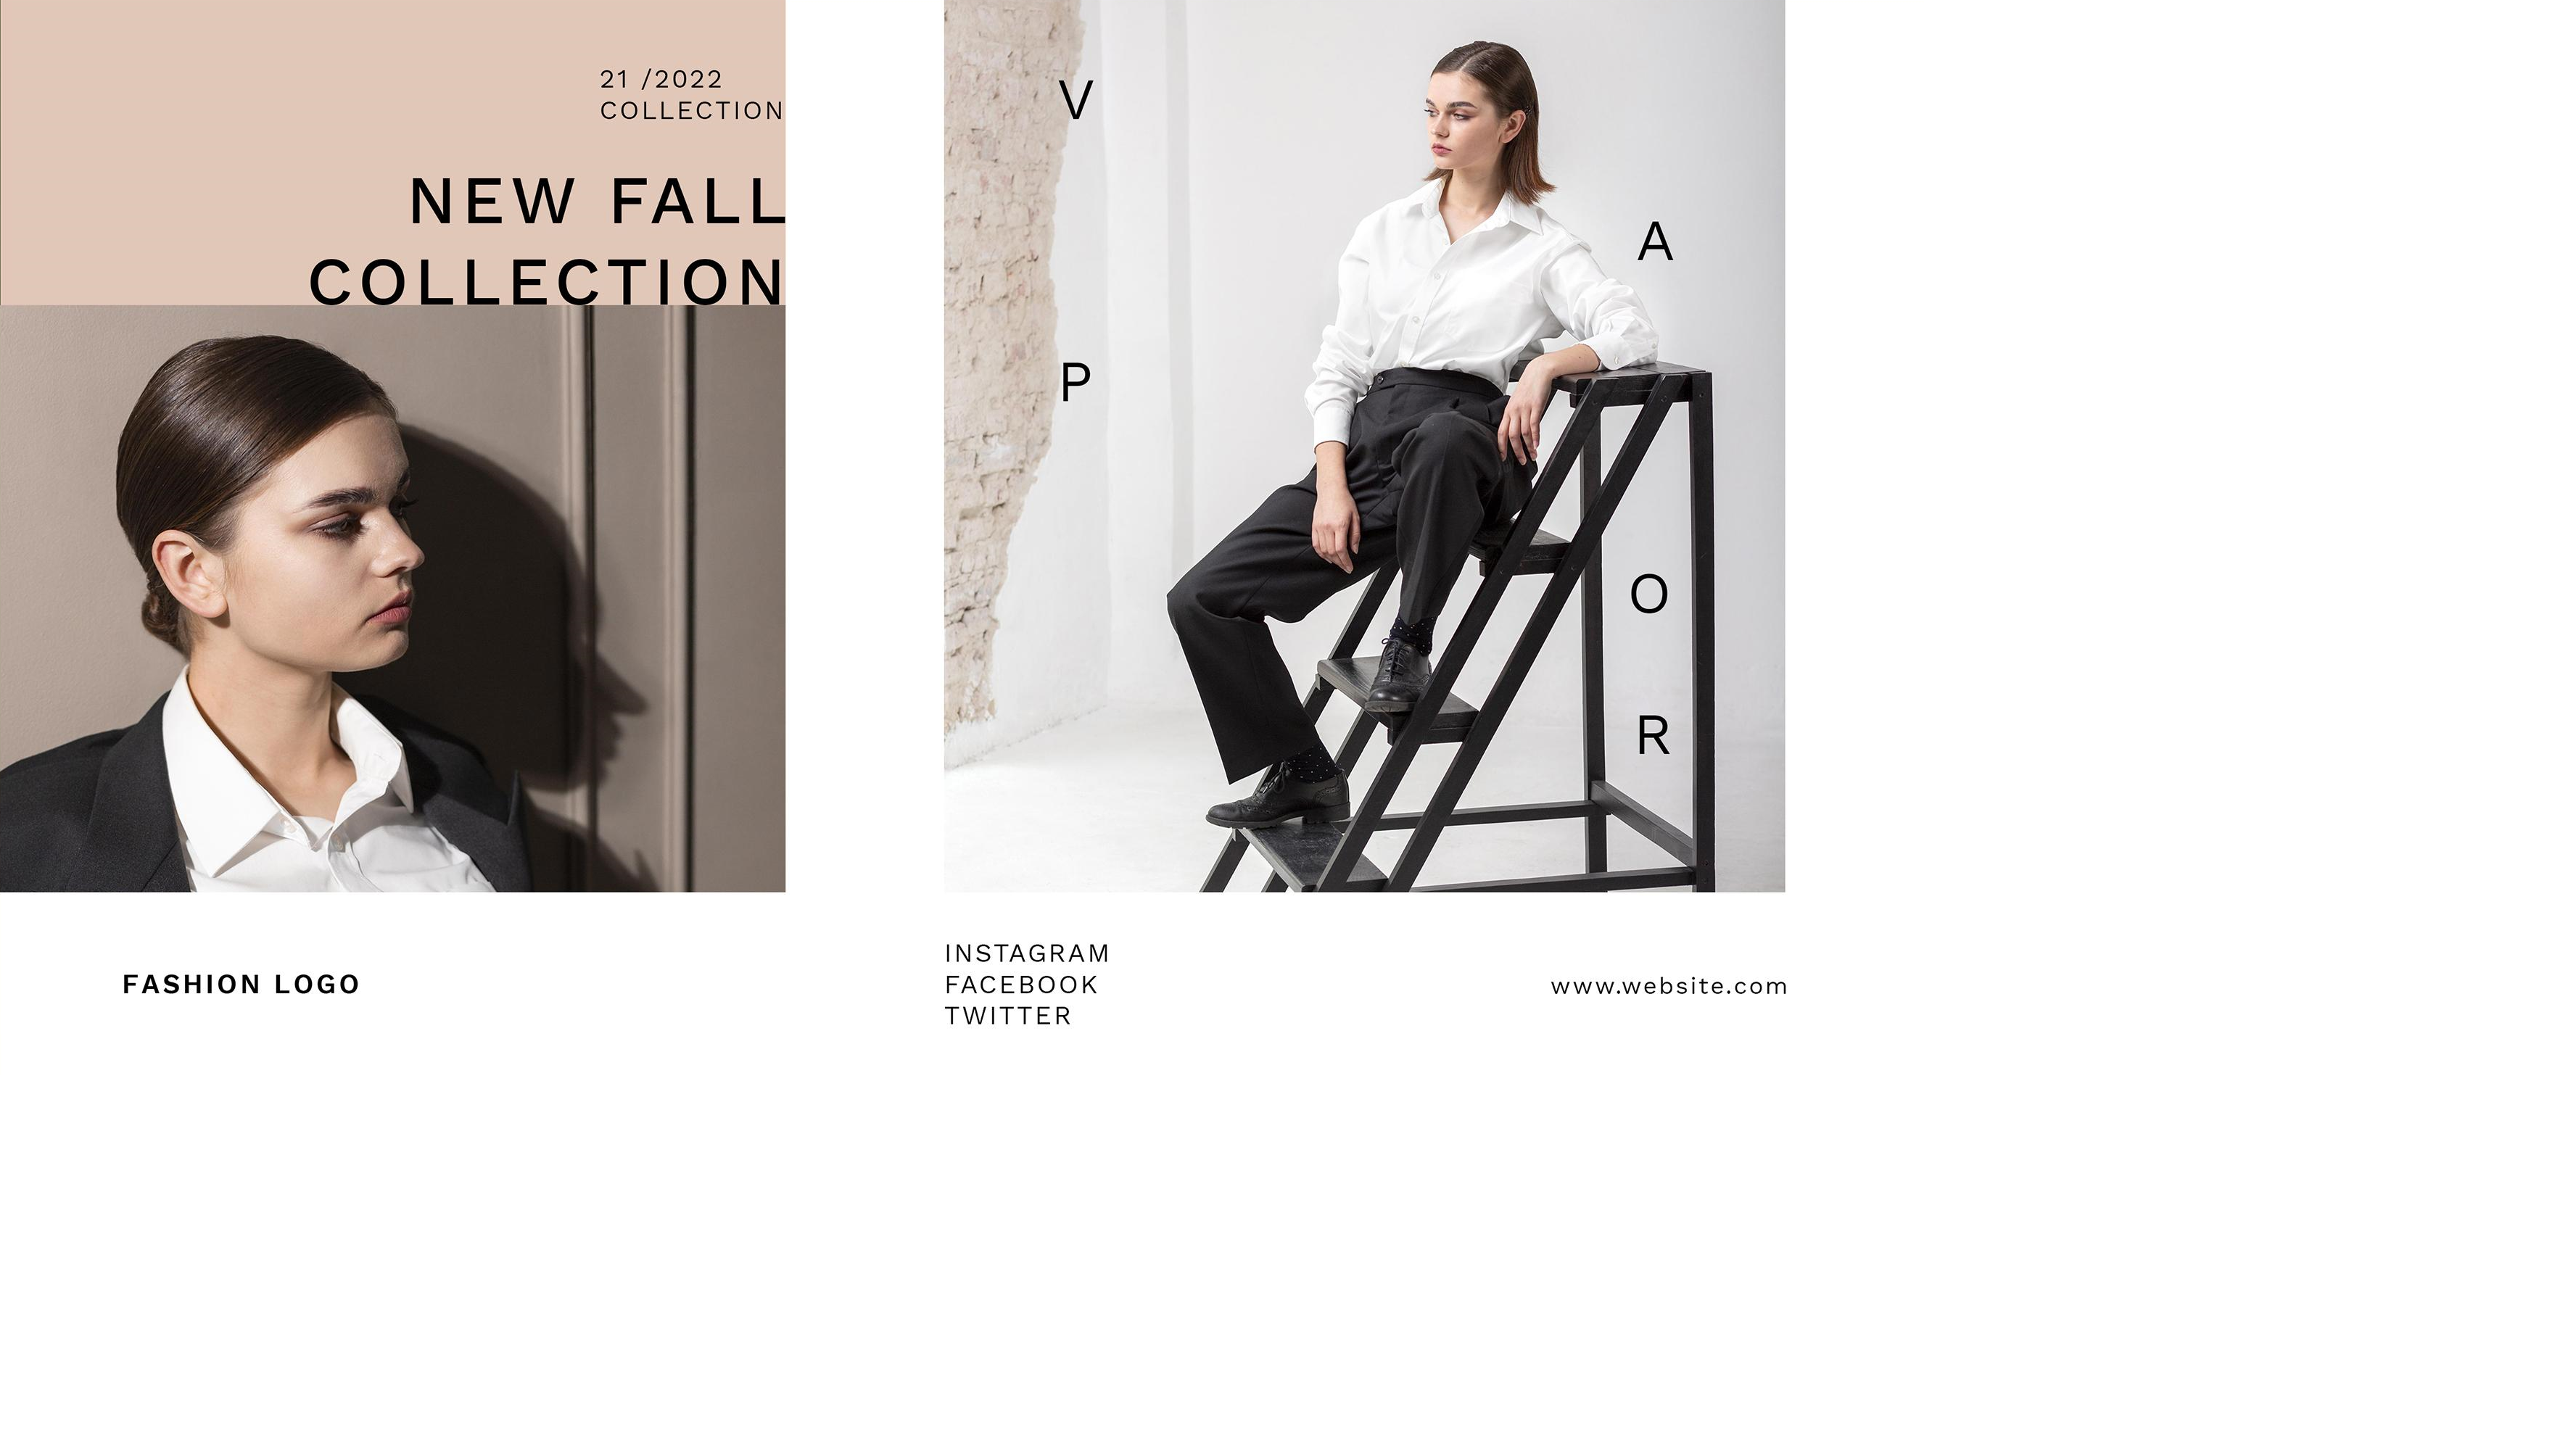 21 /2022
COLLECTION
NEW FALL
COLLECTION
V
A
P
O
R
FASHION LOGO
INSTAGRAM
FACEBOOK
TWITTER
www.website.com